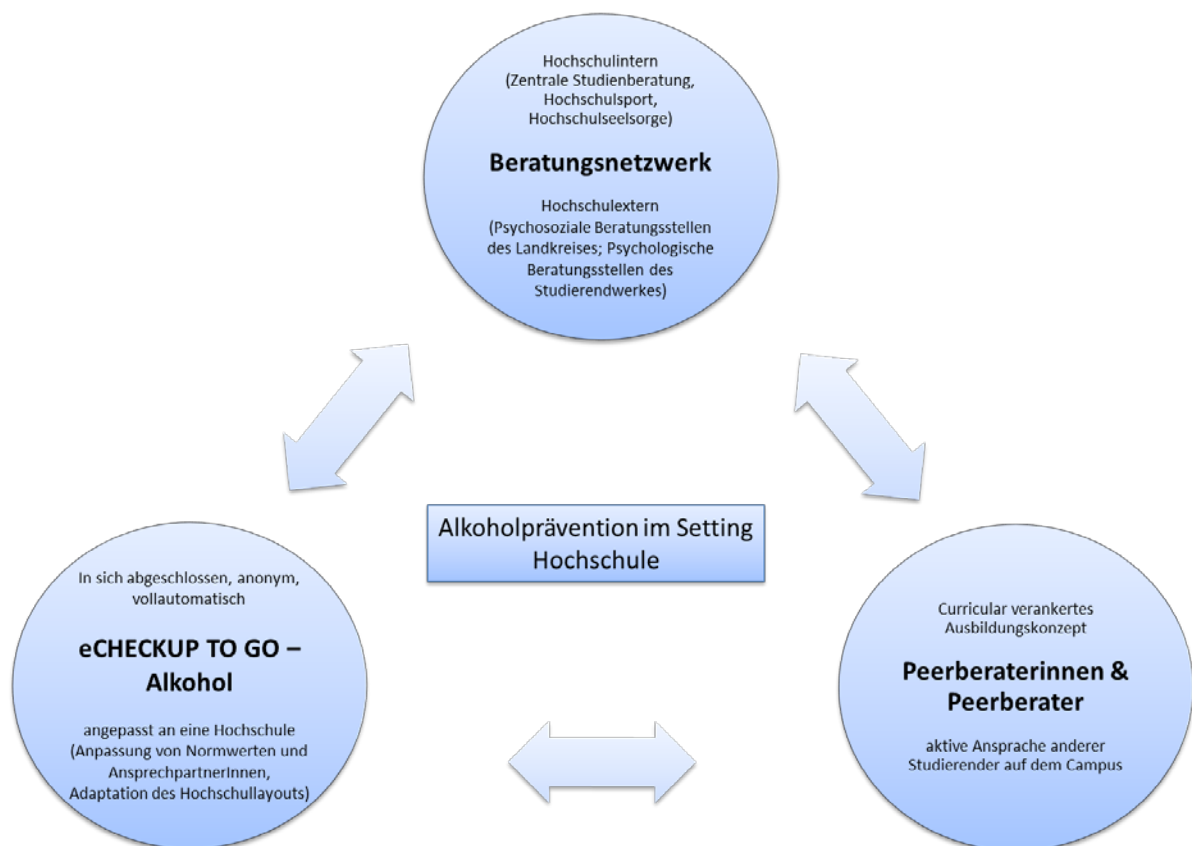 Hochschulintern
(Zentrale Studienberatung,
Hochschulsport,
Hochschulseelsorge)
Beratungsnetzwerk
Hochschulextern
(Psychosoziale Beratungsstellen
des Landkreises; Psychologische
Beratungsstellen des
Studierendwerkes)
Alkoholprävention im Setting
Hochschule
In sich abgeschlossen, anonym,
vollautomatisch
eCHECKUP TO GO –
Alkohol
angepasst an eine Hochschule
(Anpassung von Normwerten und
AnsprechpartnerInnen,
Adaptation des Hochschullayouts)
Curricular verankertes
Ausbildungskonzept
Peerberaterinnen &
Peerberater
aktive Ansprache anderer
Studierender auf dem Campus